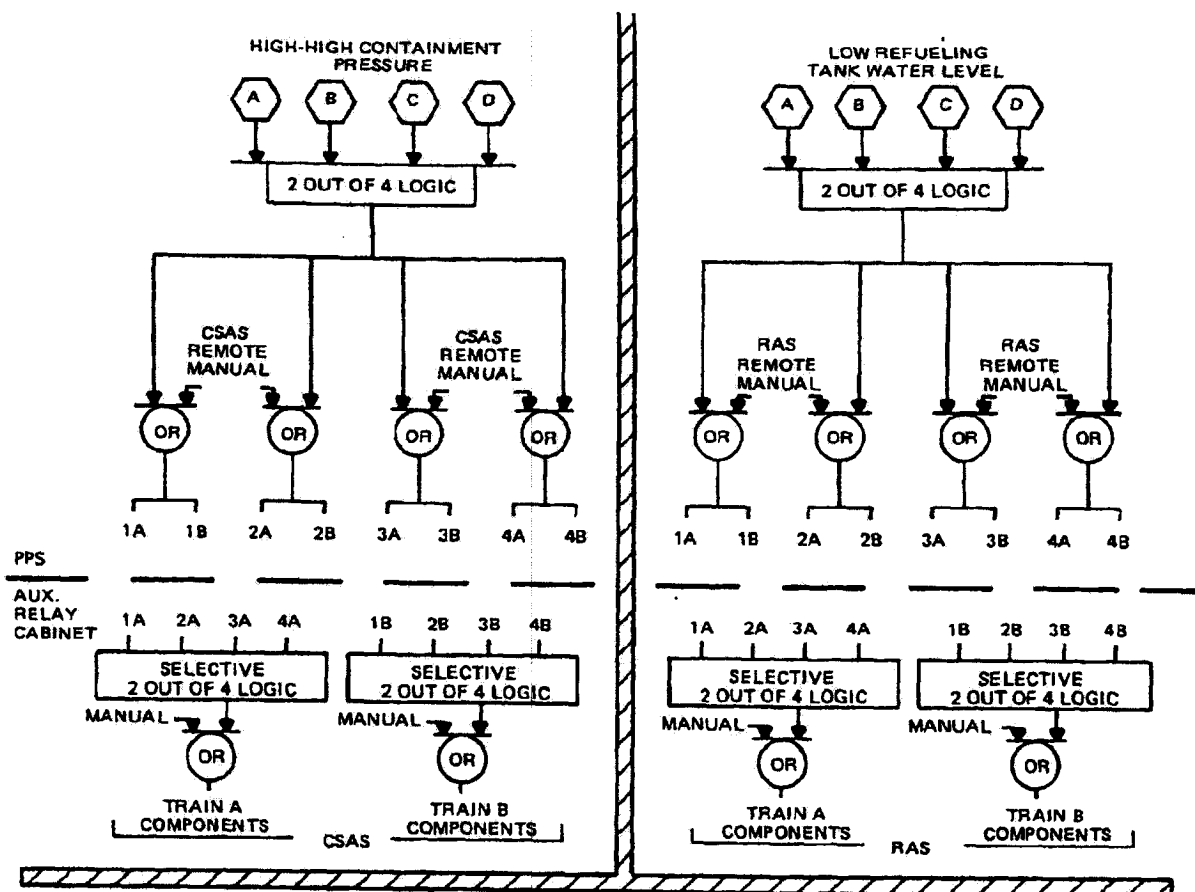 HIGH-HIGH CONTAINMENT
PRESSURE
A B C D
2 OUT OF 4 LOGIC
CSAS
REMOTE
MANUAL
CSAS
REMOTE
MANUAL
OR OR OR OR
1A 1B 2A 2B 3A 3B 4A 4B
PPS
AUX.
RELAY
CABINET
1A 2A 3A 4A 1B 2B 3B 4B
SELECTIVE
2 OUT OF 4 LOGIC
SELECTIVE
2 OUT OF 4 LOGIC
MANUAL
OR
MANUAL
OR
TRAIN A
COMPONENTS
TRAIN B
COMPONENTS
CSAS
LOW REFUELING
TANK WATER LEVEL
A B C D
2 OUT OF 4 LOGIC
RAS
REMOTE
MANUAL
RAS
REMOTE
MANUAL
OR OR OR OR
1A 1B 2A 2B 3A 3B 4A 4B
1A 2A 3A 4A 1B 2B 3B 4B
SELECTIVE
2 OUT OF 4 LOGIC
SELECTIVE
2 OUT OF 4 LOGIC
MANUAL
OR
MANUAL
OR
TRAIN A
COMPONENTS
TRAIN B
COMPONENTS
RAS